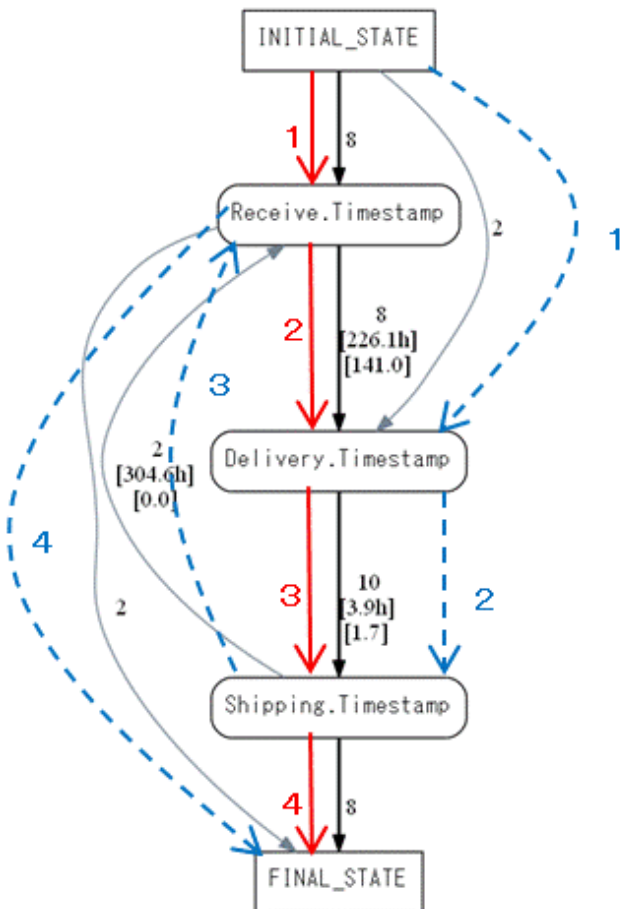 INITIAL_STATE
1
8
Receive.Timestamp
2
1
2
8
[226.1h]
[141.0]
3
2
[304.6h]
[0.0]
Delivery.Timestamp
4
3
10
[3.9h]
[1.7]
2
2
Shipping.Timestamp
4
8
FINAL_STATE